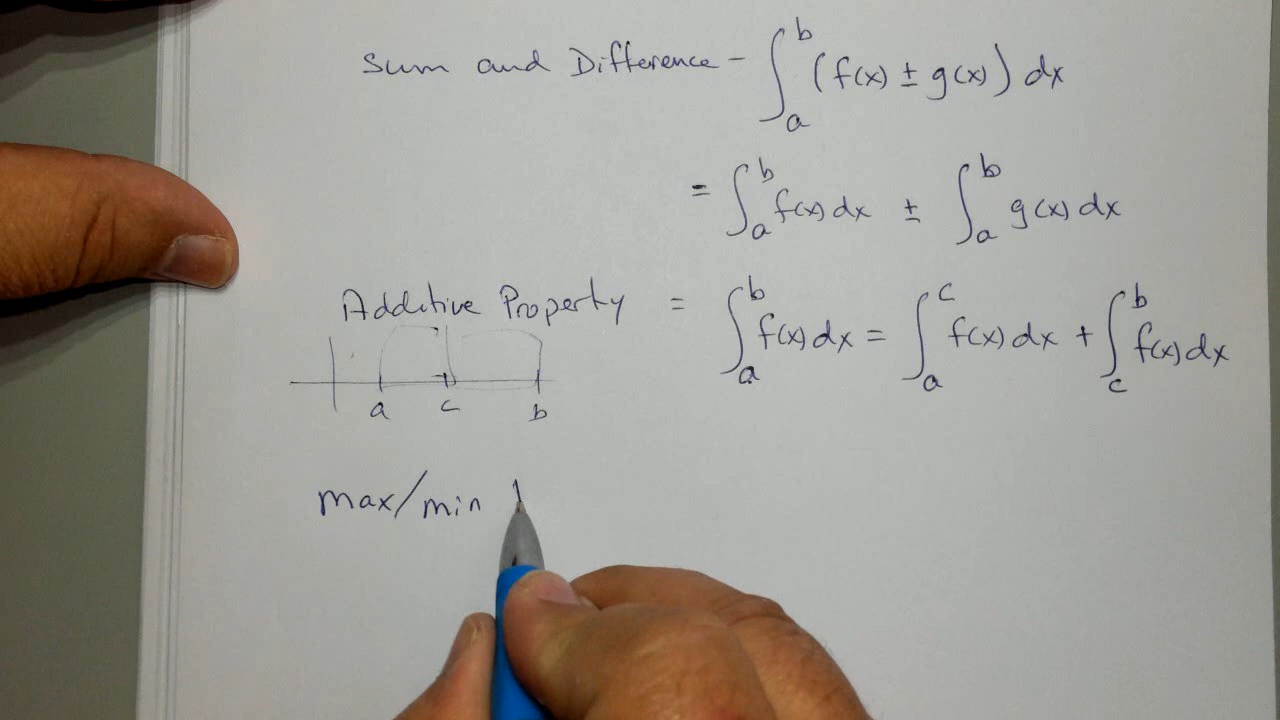 Sum and Difference - ∫_a^b (f(x) ± g(x)) dx
= ∫_a^b f(x) dx ± ∫_a^b g(x) dx
Additive Property = ∫_a^b f(x) dx = ∫_a^c f(x) dx + ∫_c^b f(x) dx
a c b
max/min